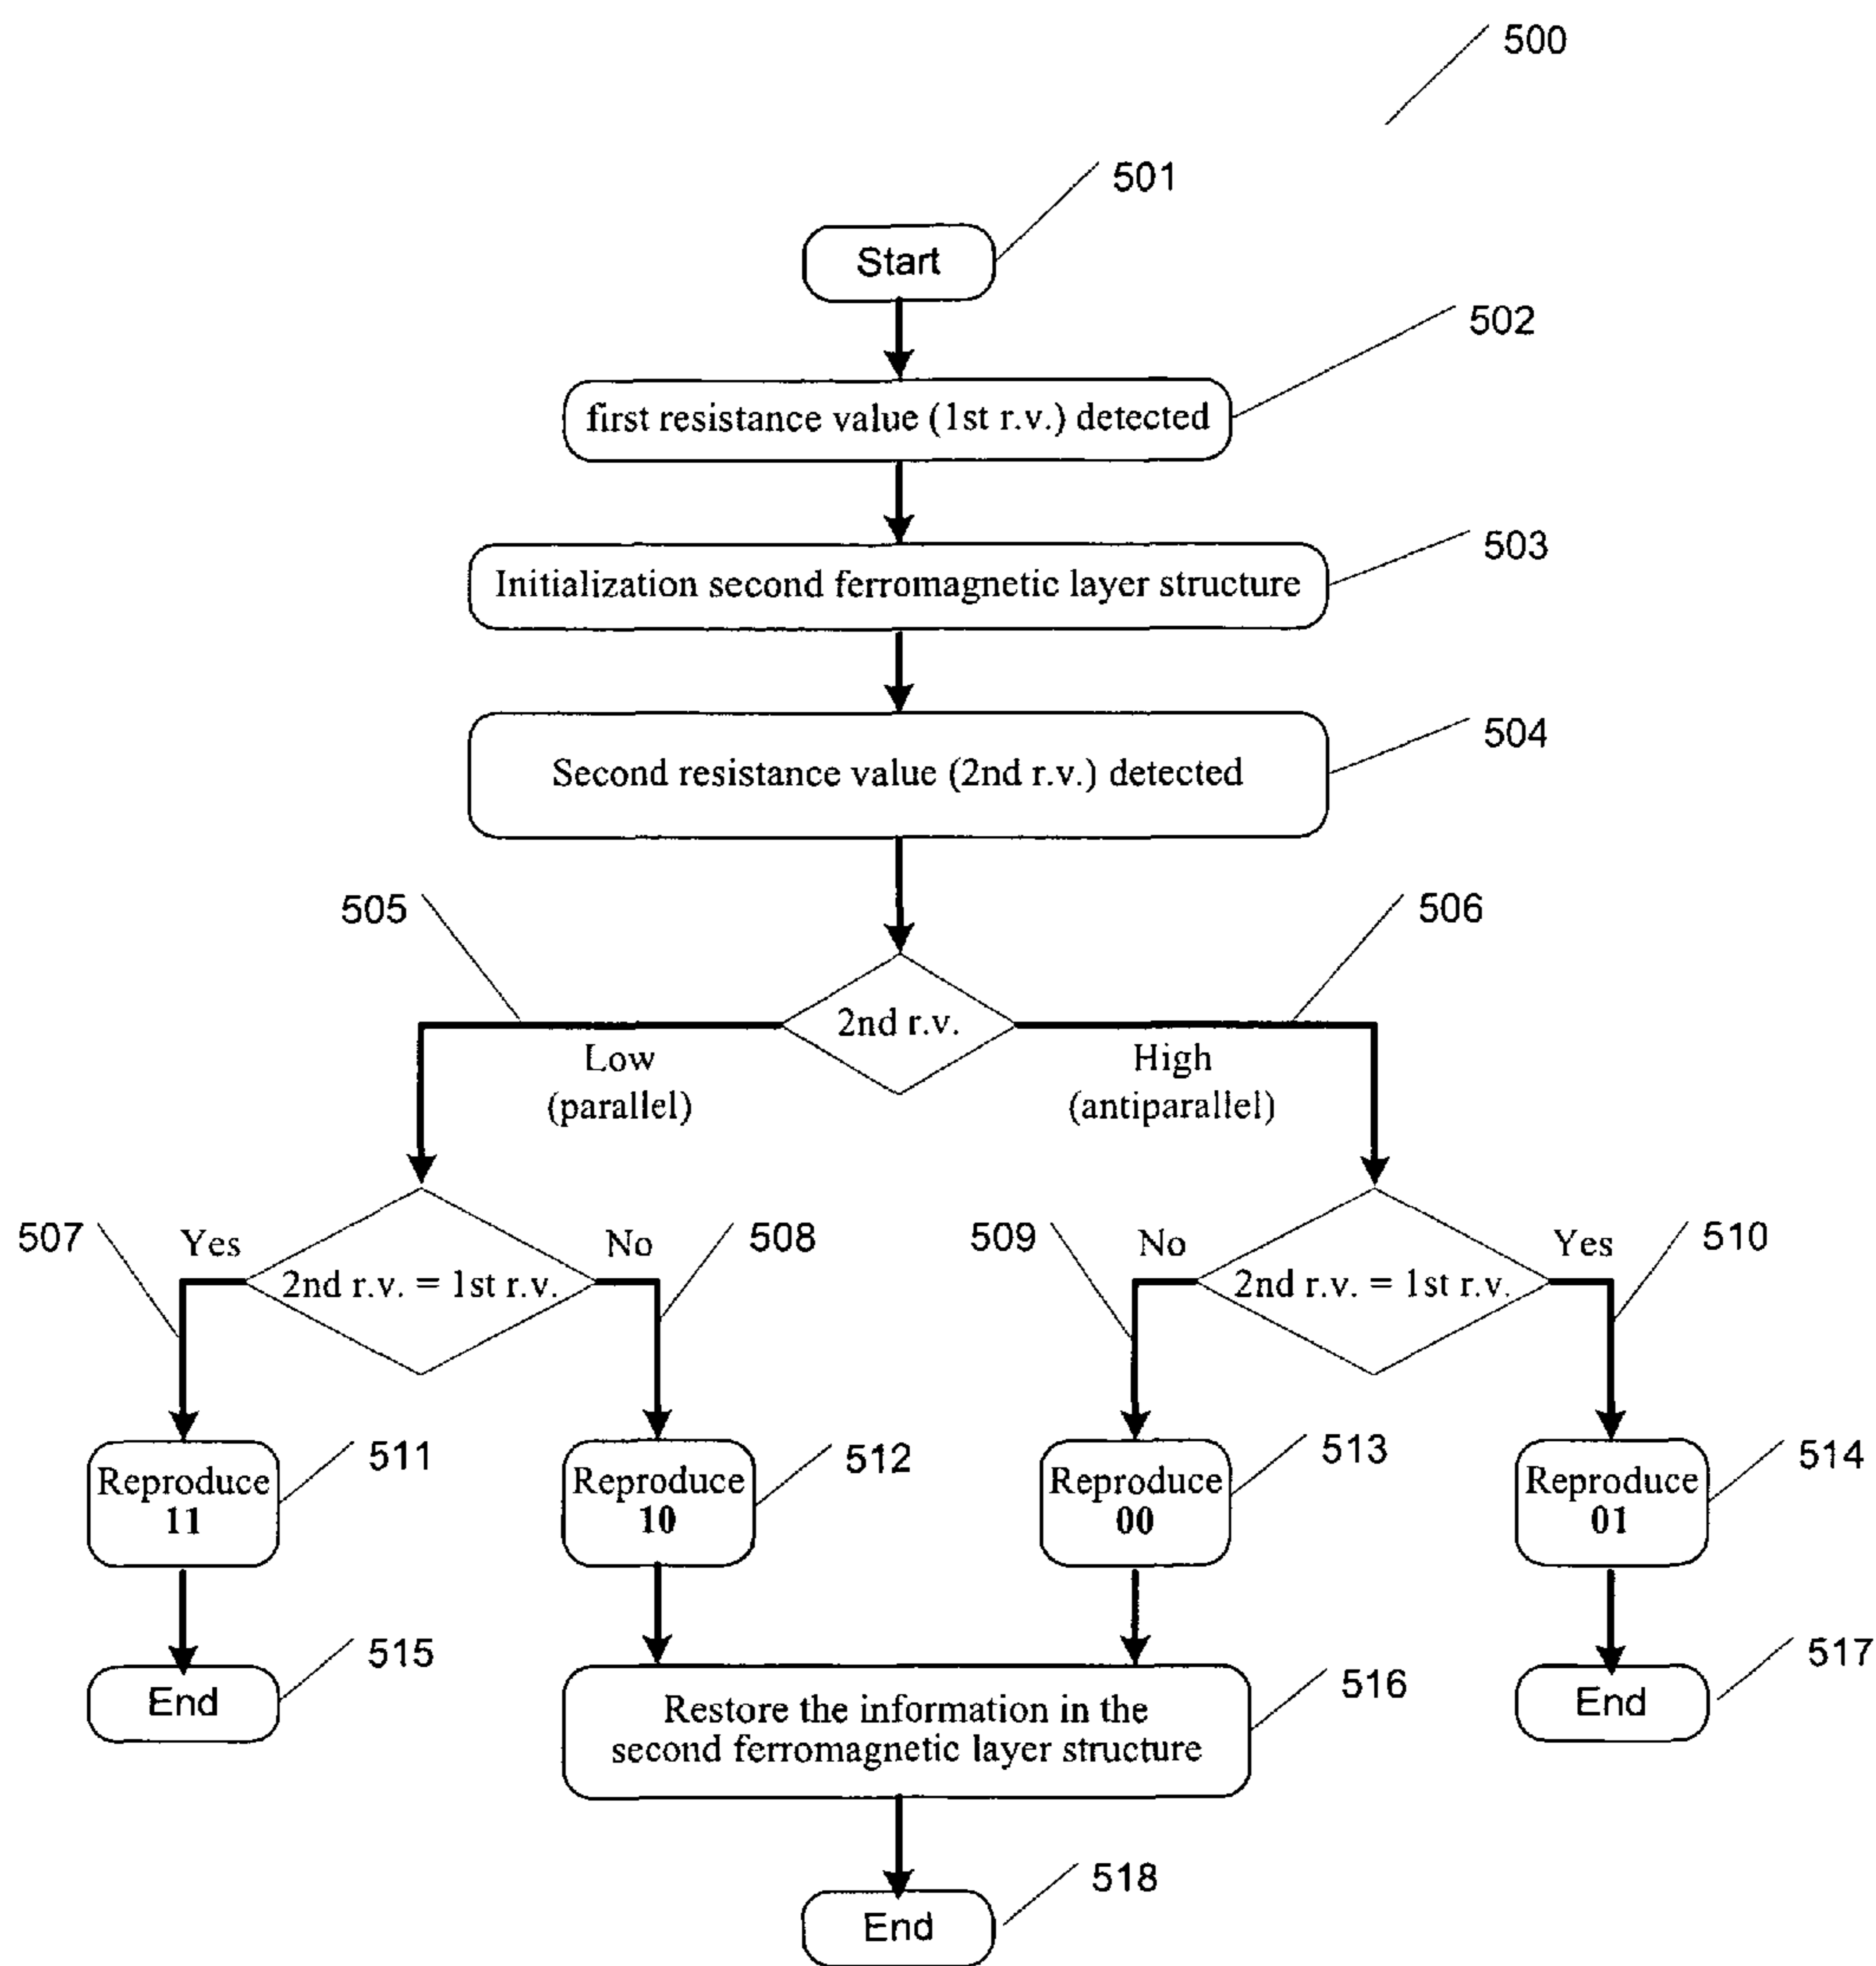 500
501
Start
502
first resistance value (1st r.v.) detected
503
Initialization second ferromagnetic layer structure
504
Second resistance value (2nd r.v.) detected
505
506
2nd r.v.
Low
(parallel)
High
(antiparallel)
507
Yes
No
508
509
No
Yes
510
2nd r.v. = 1st r.v.
2nd r.v. = 1st r.v.
Reproduce
11
511
Reproduce
10
512
Reproduce
00
513
Reproduce
01
514
End
515
Restore the information in the
second ferromagnetic layer structure
516
End
517
End
518